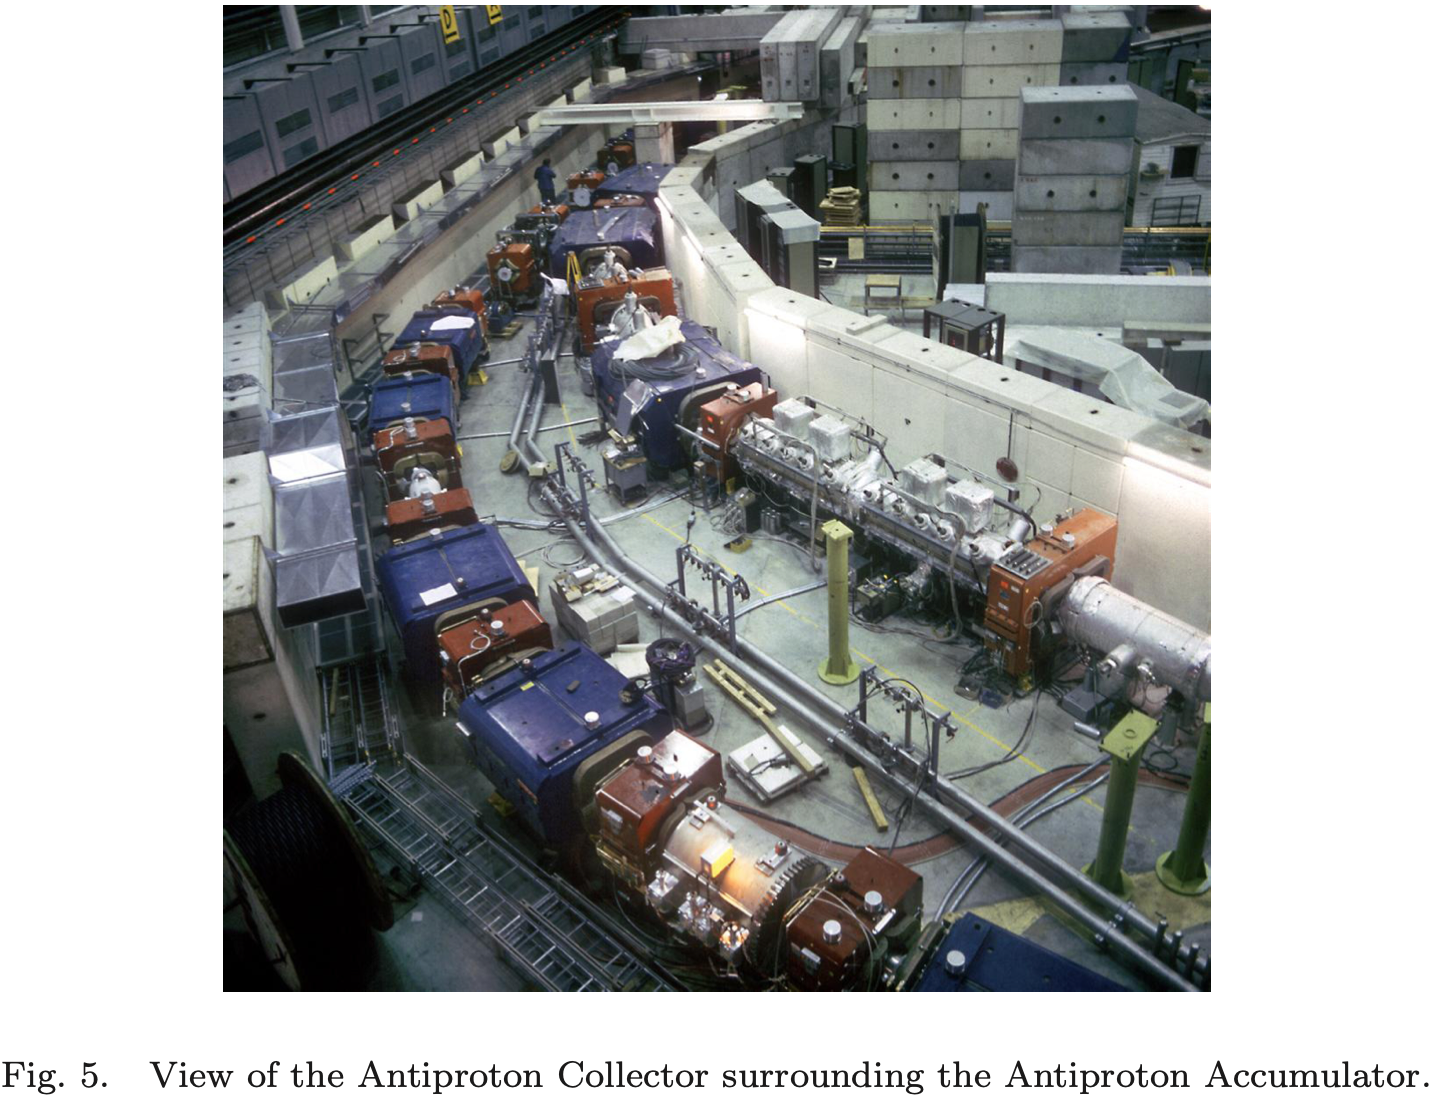 D
A
Fig. 5. View of the Antiproton Collector surrounding the Antiproton Accumulator.